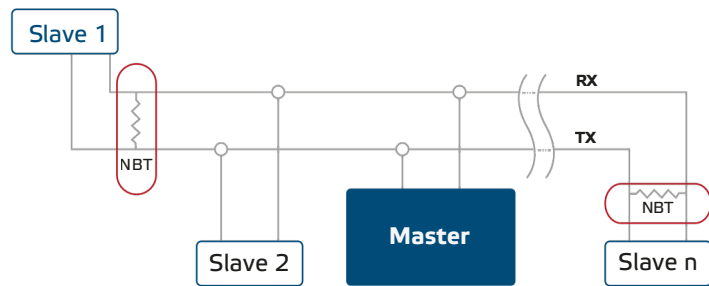 Slave 1
RX
TX
NBT
NBT
Master
Slave 2
Slave n